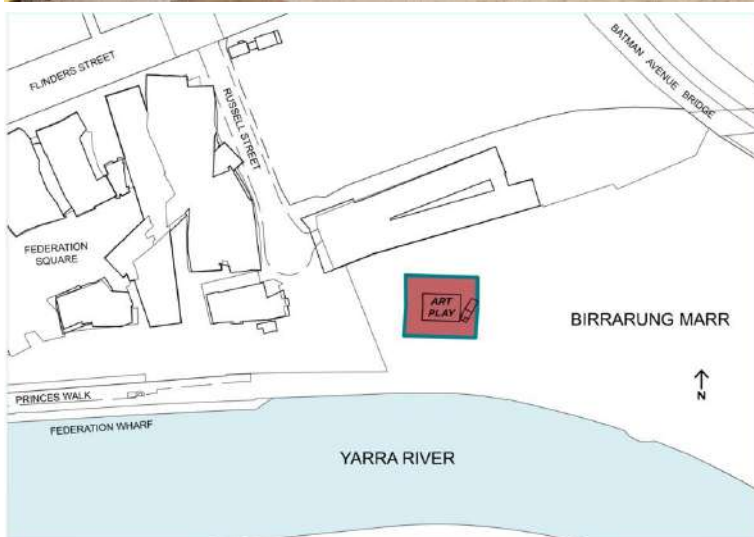 FLINDERS STREET
RUSSELL STREET
BATMAN AVENUE BRIDGE
FEDERATION
SQUARE
ART
PLAY
BIRRARUNG MARR
N
PRINCES WALK
FEDERATION WHARF
YARRA RIVER